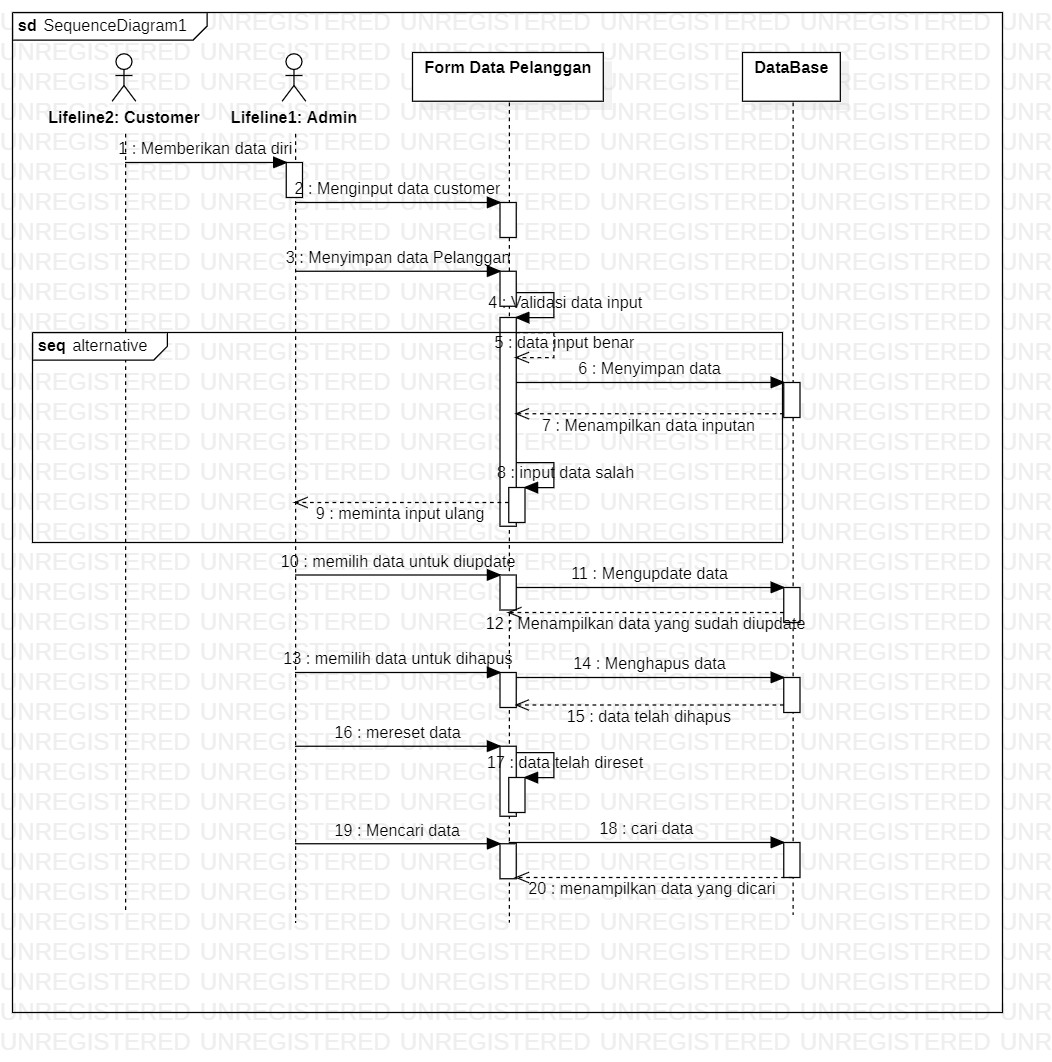 sd SequenceDiagram1
Form Data Pelanggan
DataBase
Lifeline2: Customer
Lifeline1: Admin
1 : Memberikan data diri
2 : Menginput data customer
3 : Menyimpan data Pelanggan
4 : Validasi data input
seq alternative
5 : data input benar
6 : Menyimpan data
7 : Menampilkan data inputan
8 : input data salah
9 : meminta input ulang
10 : memilih data untuk diupdate
11 : Mengupdate data
12 : Menampilkan data yang sudah diupdate
13 : memilih data untuk dihapus
14 : Menghapus data
15 : data telah dihapus
16 : mereset data
17 : data telah direset
19 : Mencari data
18 : cari data
20 : menampilkan data yang dicari
UNREGISTERED